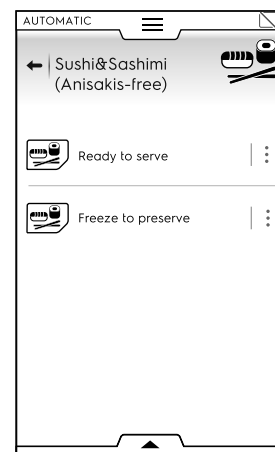 AUTOMATIC
Sushi&Sashimi
(Anisakis-free)
Ready to serve
Freeze to preserve